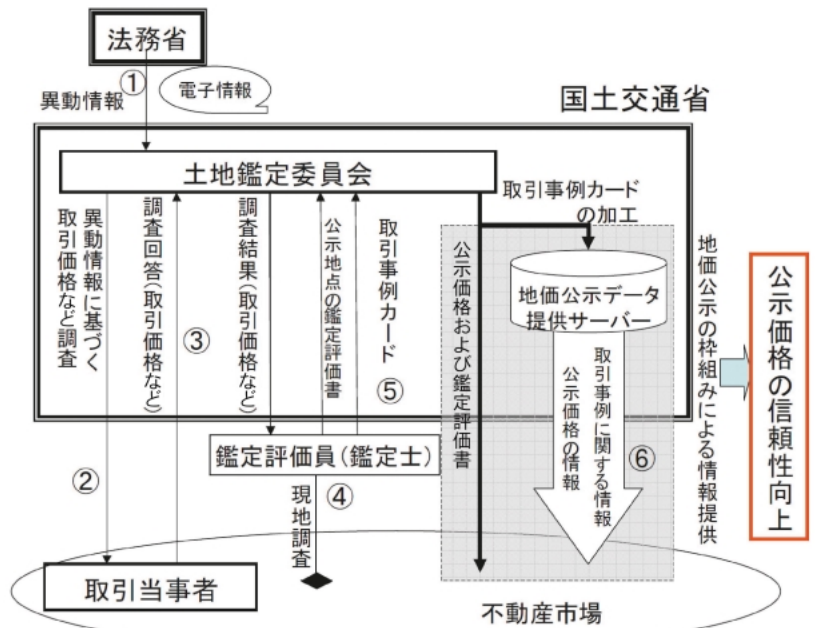 法務省
①
異動情報
電子情報
国土交通省
土地鑑定委員会
異動情報に基づく
取引価格など調査
調査回答(取引価格など)
③
調査結果(取引価格など)
公示地点の鑑定評価書
取引事例カード
⑤
取引事例カード
の加工
公示価格および鑑定評価書
地価公示データ
提供サーバー
取引事例に関する情報
公示価格の情報
⑥
地価公示の枠組みによる情報提供
公示価格の信頼性向上
鑑定評価員(鑑定士)
②
④
現地調査
取引当事者
不動産市場